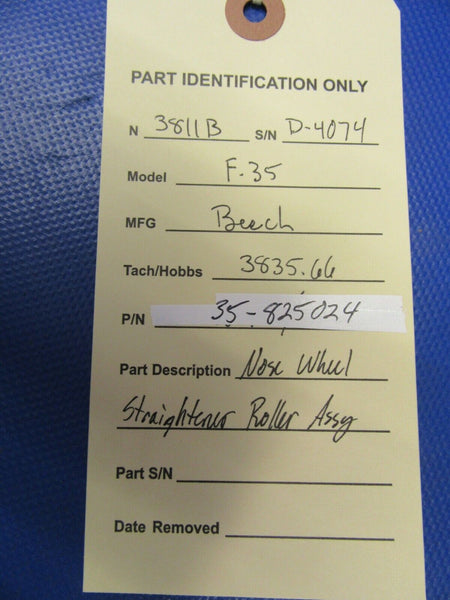 PART IDENTIFICATION ONLY
N 3811B S/N D-4074
Model F-35
MFG Beech
Tach/Hobbs 3835.66
P/N 35-825024
Part Description Nose Wheel
Straightener Roller Assy
Part S/N
Date Removed